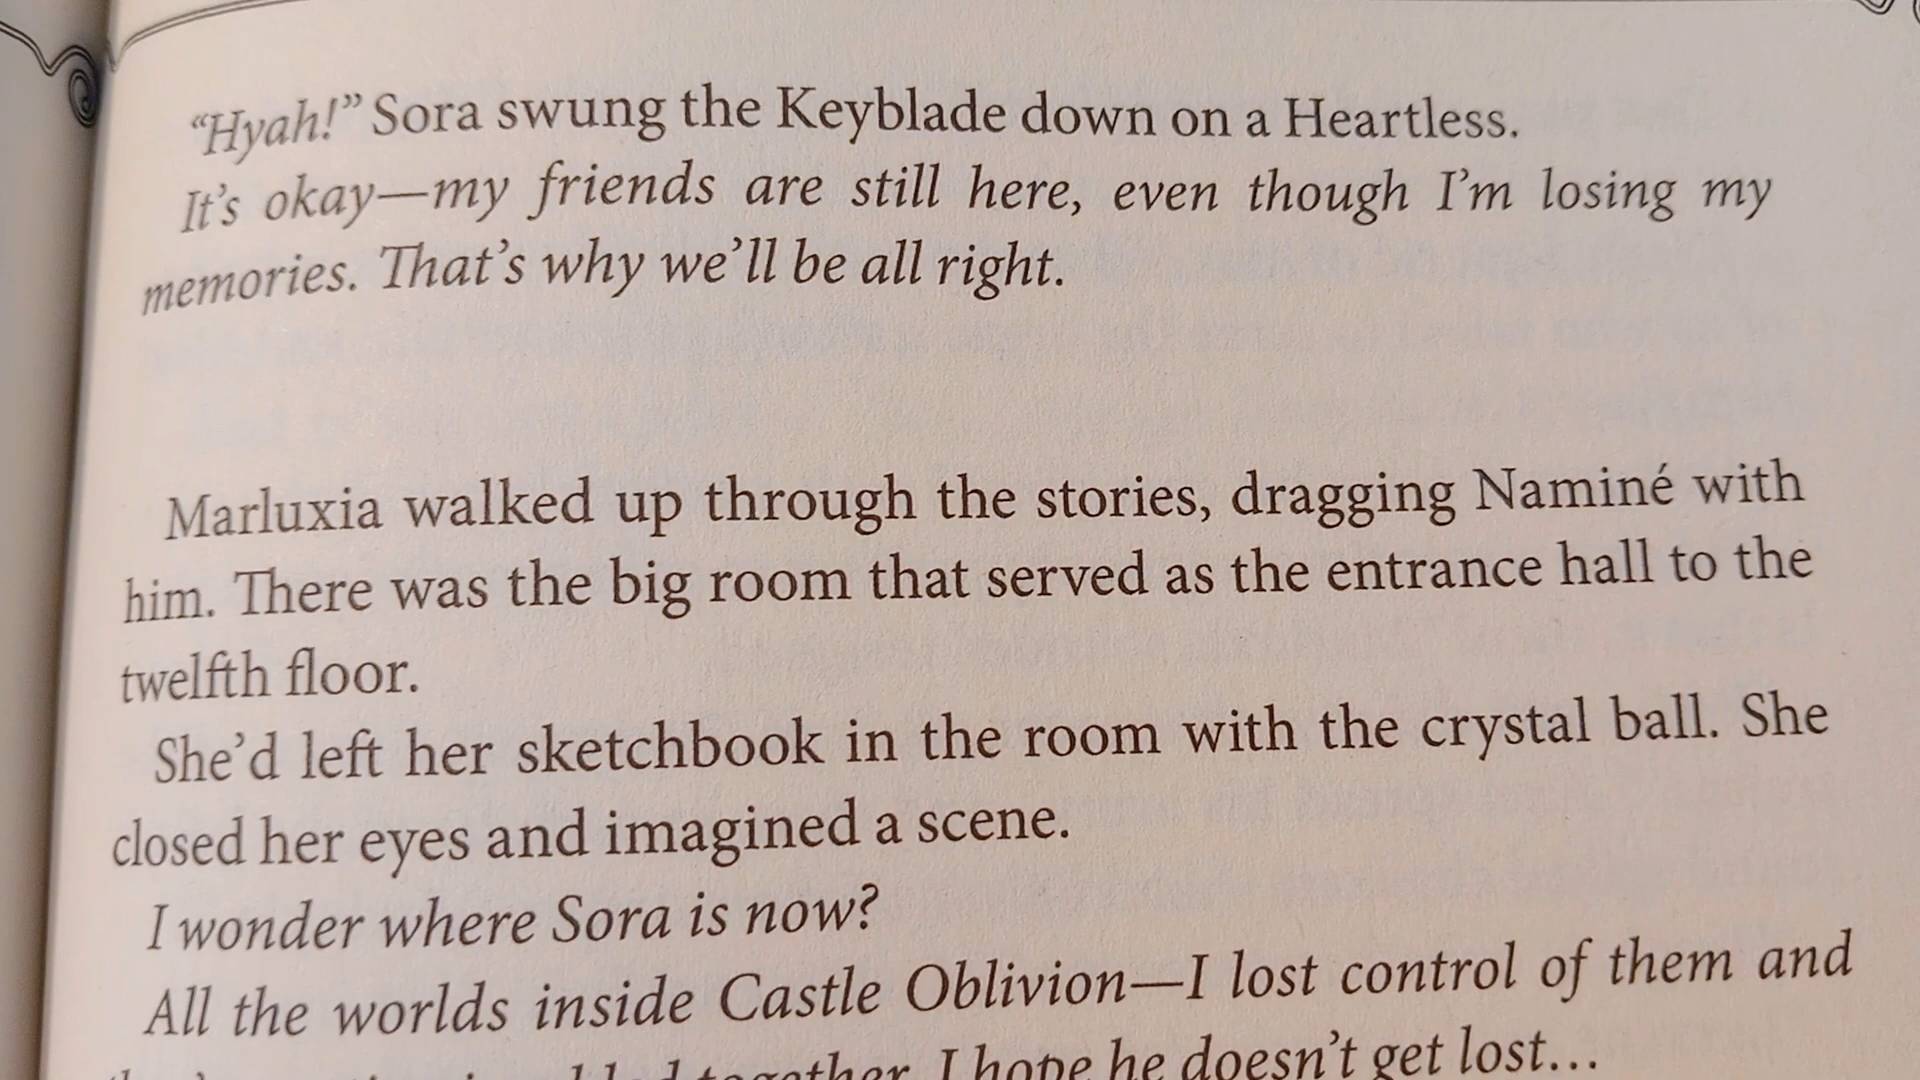 “Hyah!” Sora swung the Keyblade down on a Heartless.
It’s okay—my friends are still here, even though I’m losing my
memories. That’s why we’ll be all right.
Marluxia walked up through the stories, dragging Naminé with
him. There was the big room that served as the entrance hall to the
twelfth floor.
She’d left her sketchbook in the room with the crystal ball. She
closed her eyes and imagined a scene.
I wonder where Sora is now?
All the worlds inside Castle Oblivion—I lost control of them and
together. I hope he doesn’t get lost…